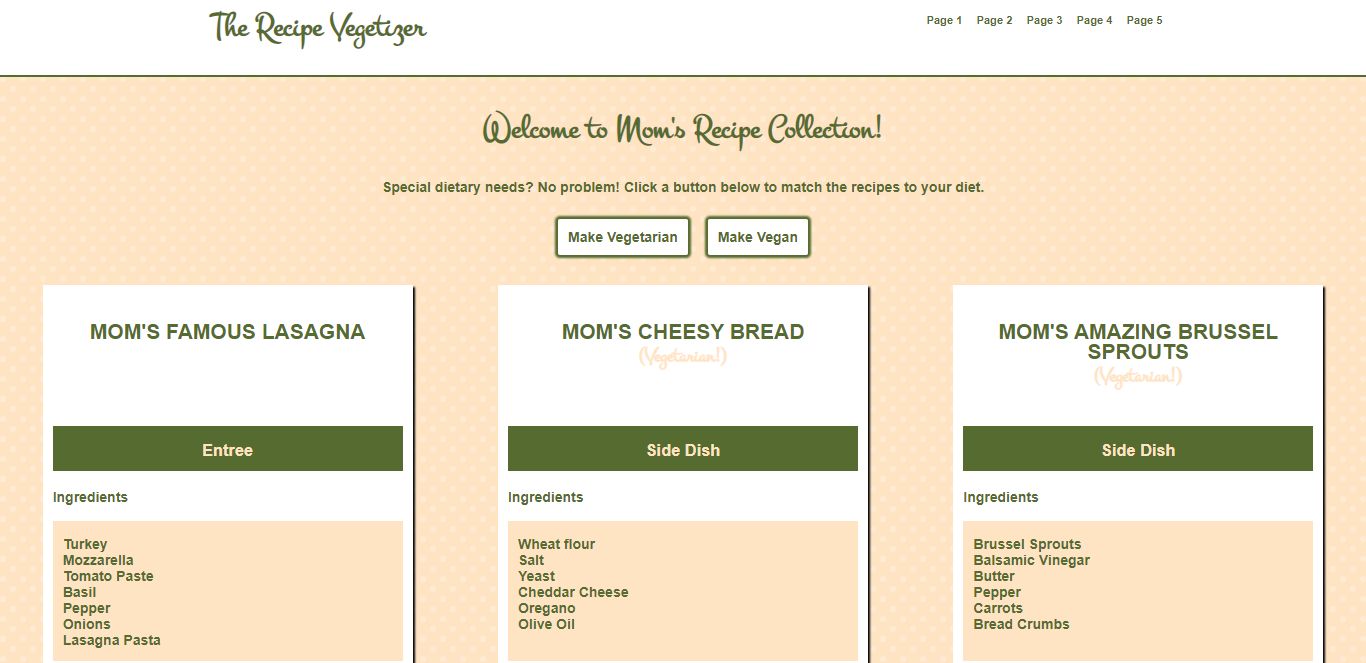 The Recipe Vegetizer
Page 1 Page 2 Page 3 Page 4 Page 5
Welcome to Mom's Recipe Collection!
Special dietary needs? No problem! Click a button below to match the recipes to your diet.
Make Vegetarian
Make Vegan
MOM'S FAMOUS LASAGNA
Entree
Ingredients
Turkey
Mozzarella
Tomato Paste
Basil
Pepper
Onions
Lasagna Pasta
MOM'S CHEESY BREAD
(Vegetarian!)
Side Dish
Ingredients
Wheat flour
Salt
Yeast
Cheddar Cheese
Oregano
Olive Oil
MOM'S AMAZING BRUSSEL
SPROUTS
(Vegetarian!)
Side Dish
Ingredients
Brussel Sprouts
Balsamic Vinegar
Butter
Pepper
Carrots
Bread Crumbs